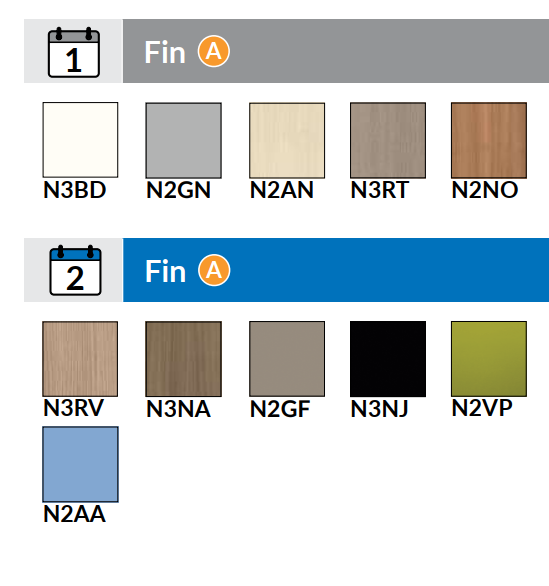 1 Fin A
N3BD N2GN N2AN N3RT N2NO
2 Fin A
N3RV N3NA N2GF N3NJ N2VP
N2AA